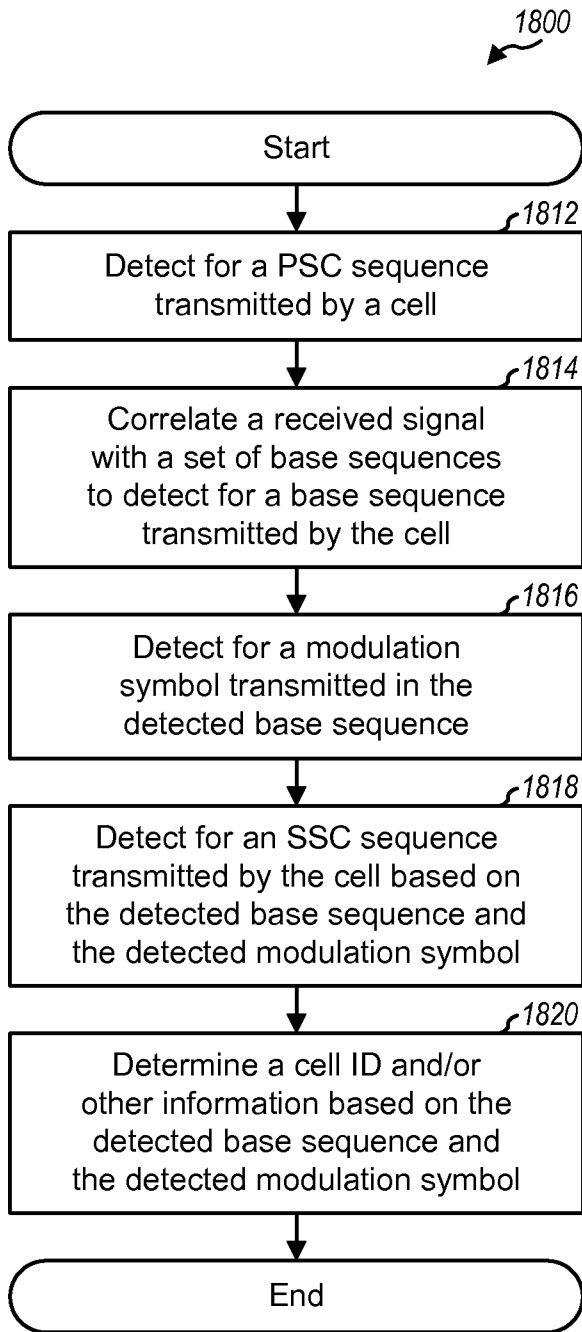 1800
Start
1812
Detect for a PSC sequence
transmitted by a cell
1814
Correlate a received signal
with a set of base sequences
to detect for a base sequence
transmitted by the cell
1816
Detect for a modulation
symbol transmitted in the
detected base sequence
1818
Detect for an SSC sequence
transmitted by the cell based on
the detected base sequence and
the detected modulation symbol
1820
Determine a cell ID and/or
other information based on the
detected base sequence and
the detected modulation symbol
End